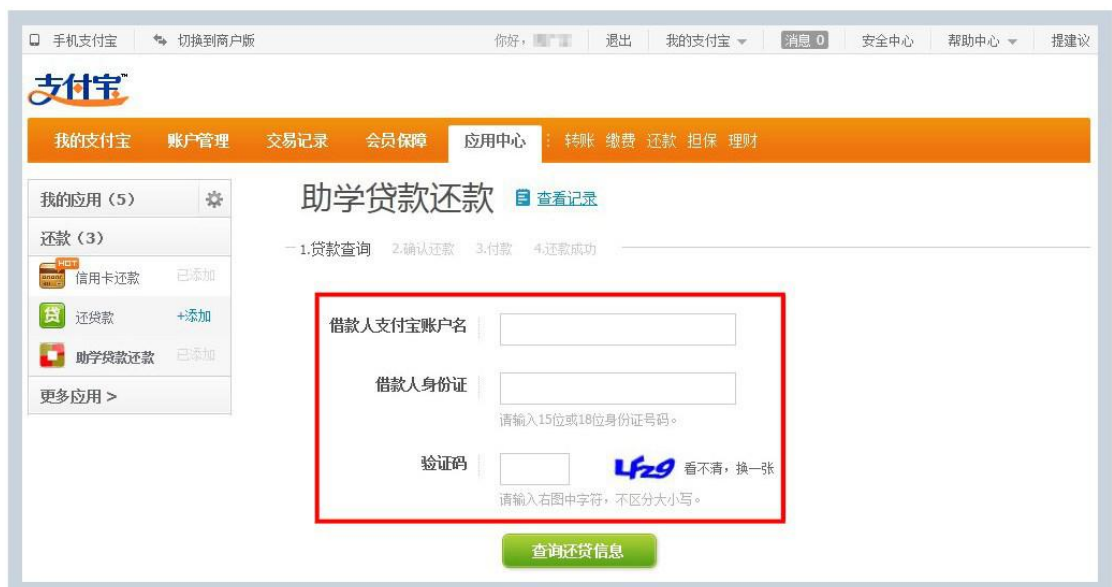 手机支付宝 切换到商户版 你好, 退出 我的支付宝 消息 0 安全中心 帮助中心 提建议
支付宝™
我的支付宝 账户管理 交易记录 会员保障 应用中心 转账 缴费 还款 担保 理财
我的应用(5)
还款(3)
HOT
信用卡还款 已添加
贷 还贷款 +添加
助学贷款还款 已添加
更多应用 >
助学贷款还款 查看记录
1.贷款查询 2.确认还款 3.付款 4.还款成功
借款人支付宝账户名
借款人身份证
请输入15位或18位身份证号码。
验证码 Lfz9 看不清,换一张
请输入右图中字符,不区分大小写。
查询还贷信息